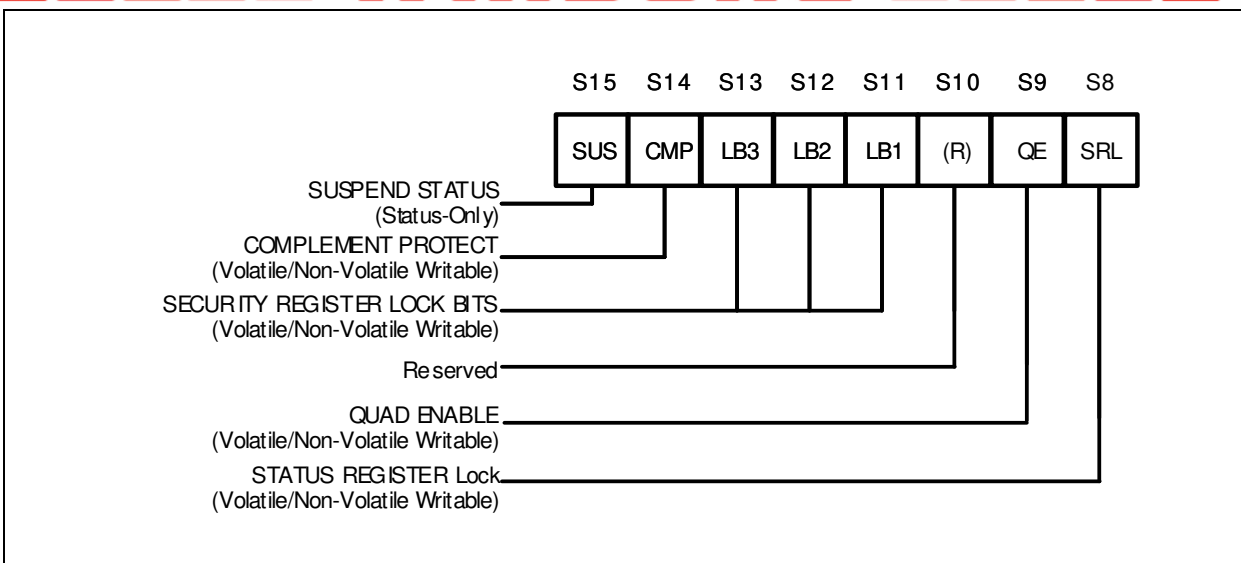 S15 S14 S13 S12 S11 S10 S9 S8
SUS CMP LB3 LB2 LB1 (R) QE SRL
SUSPEND STATUS
(Status-Only)
COMPLEMENT PROTECT
(Volatile/Non-Volatile Writable)
SECURITY REGISTER LOCK BITS
(Volatile/Non-Volatile Writable)
Reserved
QUAD ENABLE
(Volatile/Non-Volatile Writable)
STATUS REGISTER Lock
(Volatile/Non-Volatile Writable)